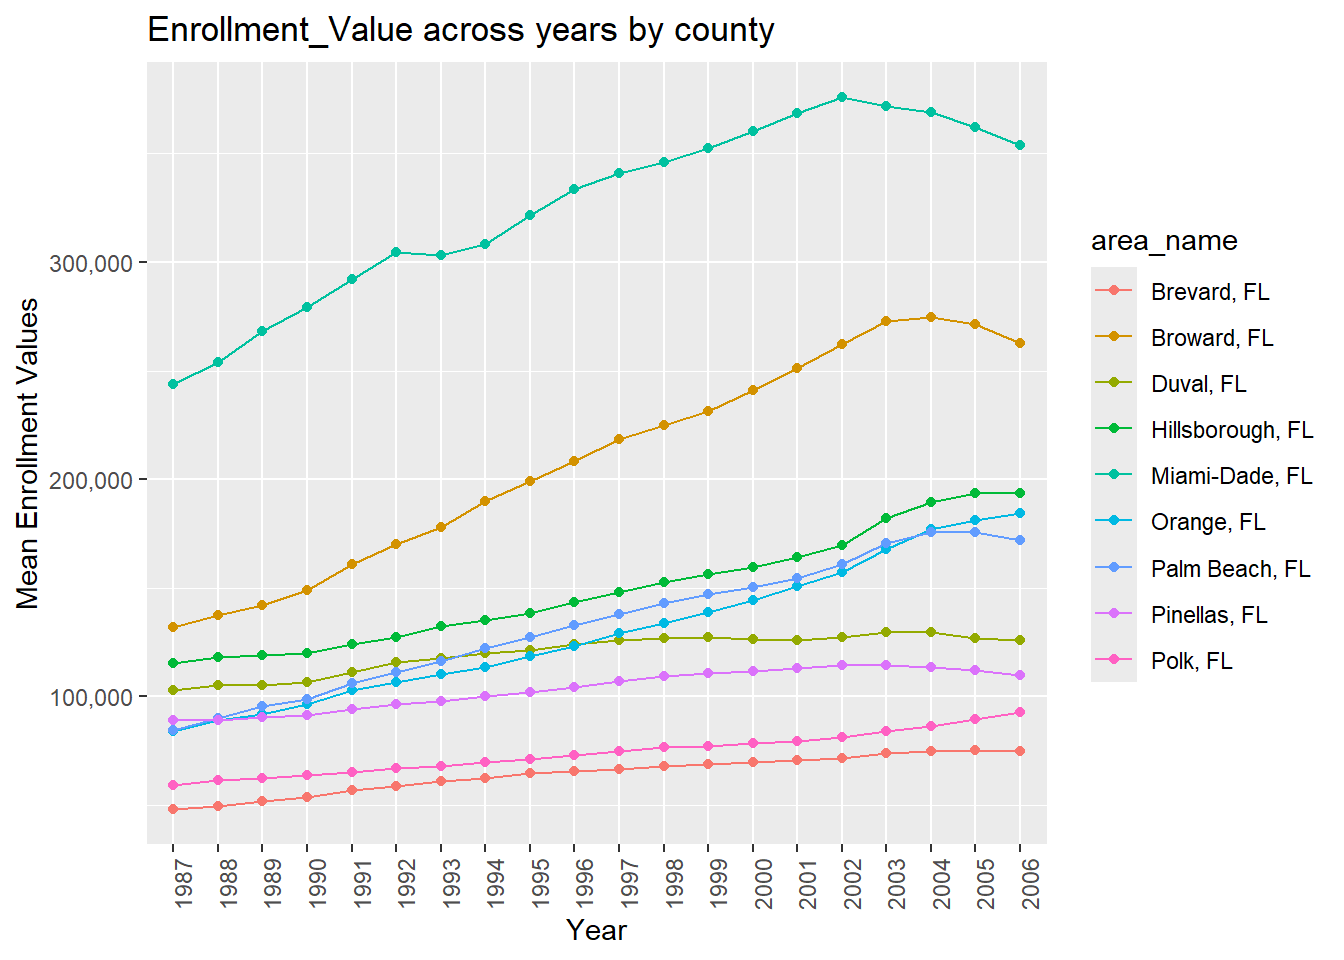 Enrollment_Value across years by county
Mean Enrollment Values
300,000
200,000
100,000
1987
1988
1989
1990
1991
1992
1993
1994
1995
1996
1997
1998
1999
2000
2001
2002
2003
2004
2005
2006
Year
area_name
Brevard, FL
Broward, FL
Duval, FL
Hillsborough, FL
Miami-Dade, FL
Orange, FL
Palm Beach, FL
Pinellas, FL
Polk, FL